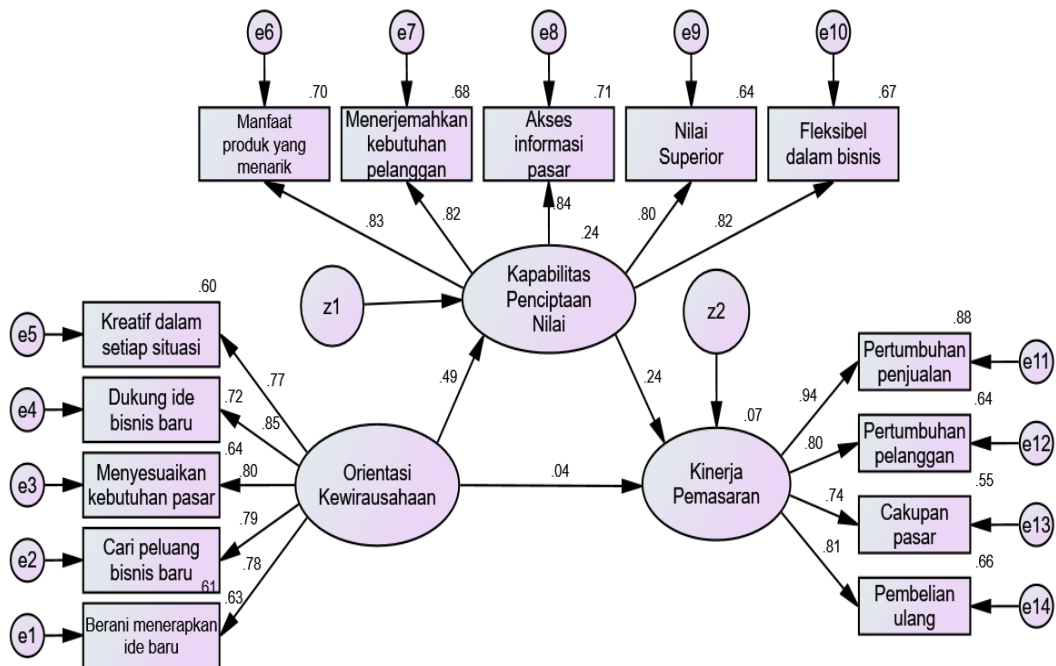 e6
e7
e8
e9
e10
.70
.68
.71
.64
.67
Manfaat
produk yang
menarik
Menerjemahkan
kebutuhan
pelanggan
Akses
informasi
pasar
Nilai
Superior
Fleksibel
dalam bisnis
.83
.82
.84
.80
.82
.24
Kapabilitas
Penciptaan
Nilai
z1
z2
.60
e5
Kreatif dalam
setiap situasi
.77
.72
e4
Dukung ide
bisnis baru
.85
.64
e3
Menyesuaikan
kebutuhan pasar
.80
.79
e2
Cari peluang
bisnis baru
.61
.78
.63
e1
Berani menerapkan
ide baru
Orientasi
Kewirausahaan
.49
.24
.04
.07
Kinerja
Pemasaran
.94
.80
.74
.81
.88
Pertumbuhan
penjualan
e11
.64
Pertumbuhan
pelanggan
e12
.55
Cakupan
pasar
e13
.66
Pembelian
ulang
e14